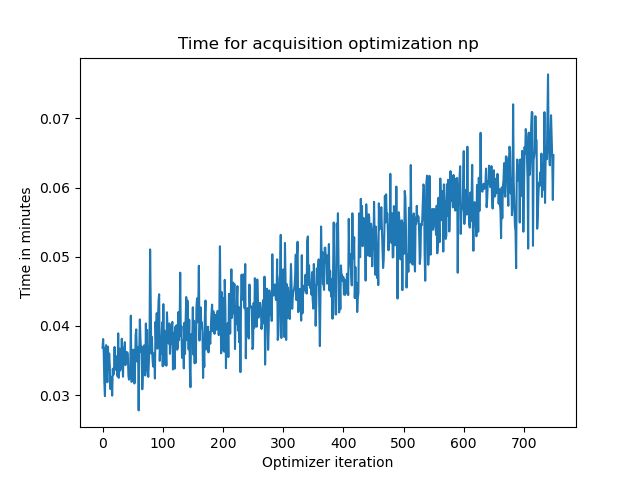 Time for acquisition optimization np
Time in minutes
0.07
0.06
0.05
0.04
0.03
0 100 200 300 400 500 600 700
Optimizer iteration